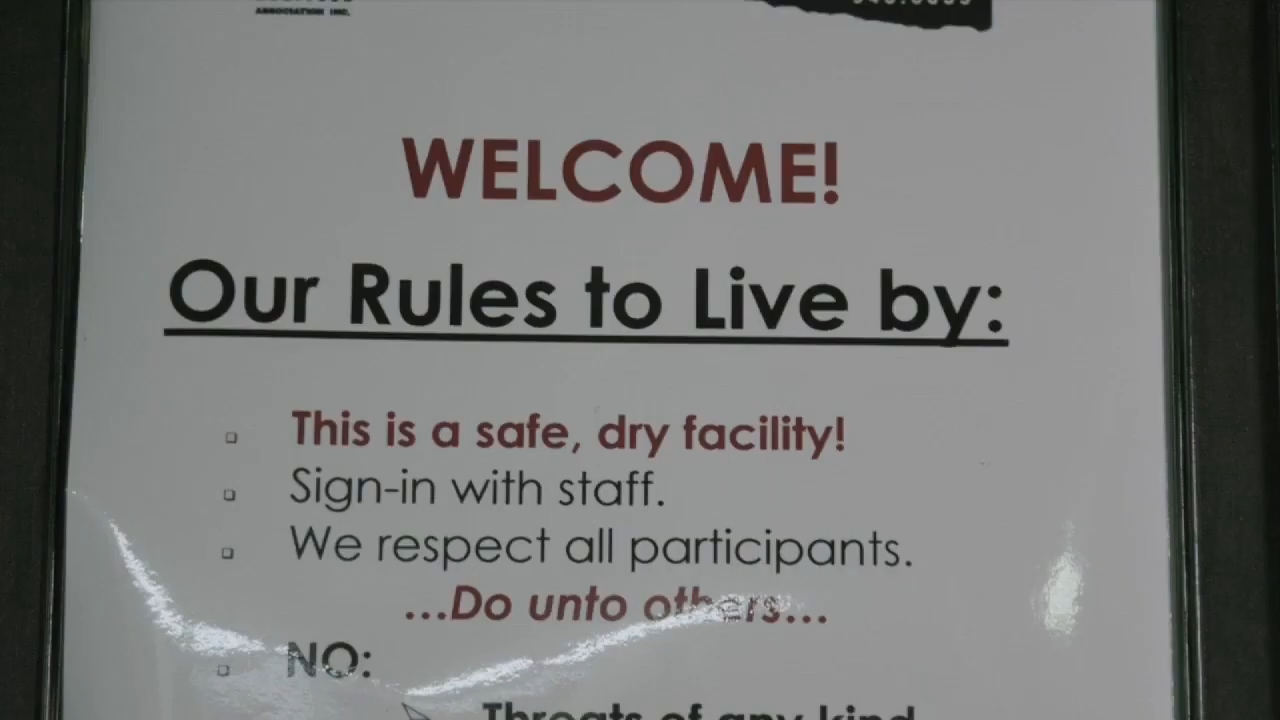 ASSOCIATION INC.
WELCOME!
Our Rules to Live by:
This is a safe, dry facility!
Sign-in with staff.
We respect all participants.
...Do unto others...
NO:
Threats of any kind